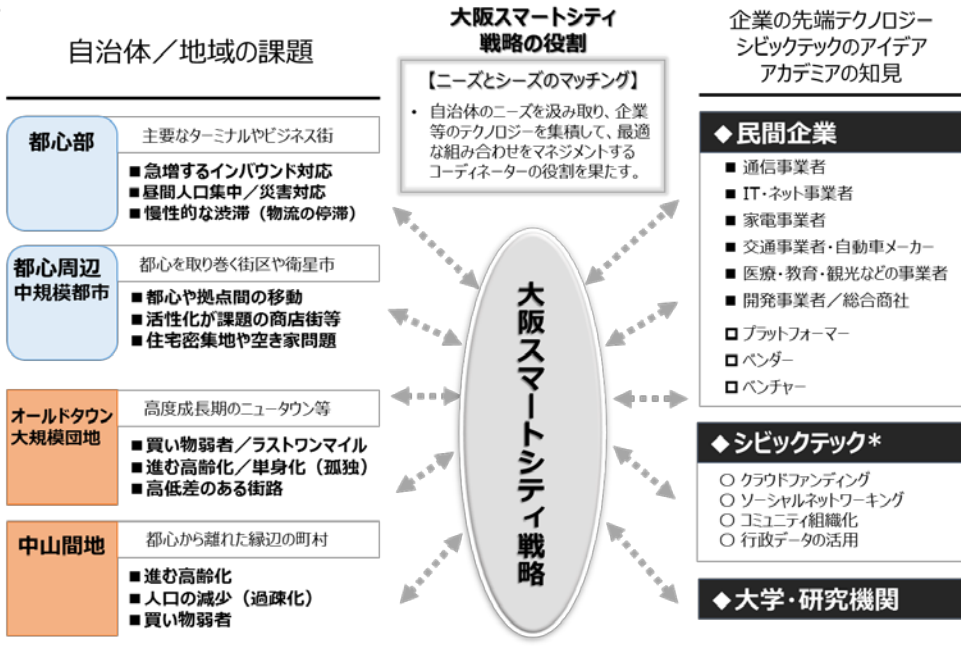 自治体／地域の課題
都心部
主要なターミナルやビジネス街
■急増するインバウンド対応
■昼間人口集中／災害対応
■慢性的な渋滞（物流の停滞）
都心周辺
中規模都市
都心を取り巻く街区や衛星市
■都心や拠点間の移動
■活性化が課題の商店街等
■住宅密集地や空き家問題
オールドタウン
大規模団地
高度成長期のニュータウン等
■買い物弱者／ラストワンマイル
■進む高齢化／単身化（孤独）
■高低差のある街路
中山間地
都心から離れた縁辺の町村
■進む高齢化
■人口の減少（過疎化）
■買い物弱者
大阪スマートシティ
戦略の役割
【ニーズとシーズのマッチング】
• 自治体のニーズを汲み取り、企業
等のテクノロジーを集積して、最適
な組み合わせをマネジメントする
コーディネーターの役割を果たす。
大阪スマートシティ戦略
企業の先端テクノロジー
シビックテックのアイデア
アカデミアの知見
◆民間企業
■ 通信事業者
■ IT・ネット事業者
■ 家電事業者
■ 交通事業者・自動車メーカー
■ 医療・教育・観光などの事業者
■ 開発事業者／総合商社
□ プラットフォーマー
□ ベンダー
□ ベンチャー
◆シビックテック*
○ クラウドファンディング
○ ソーシャルネットワーキング
○ コミュニティ組織化
○ 行政データの活用
◆大学・研究機関